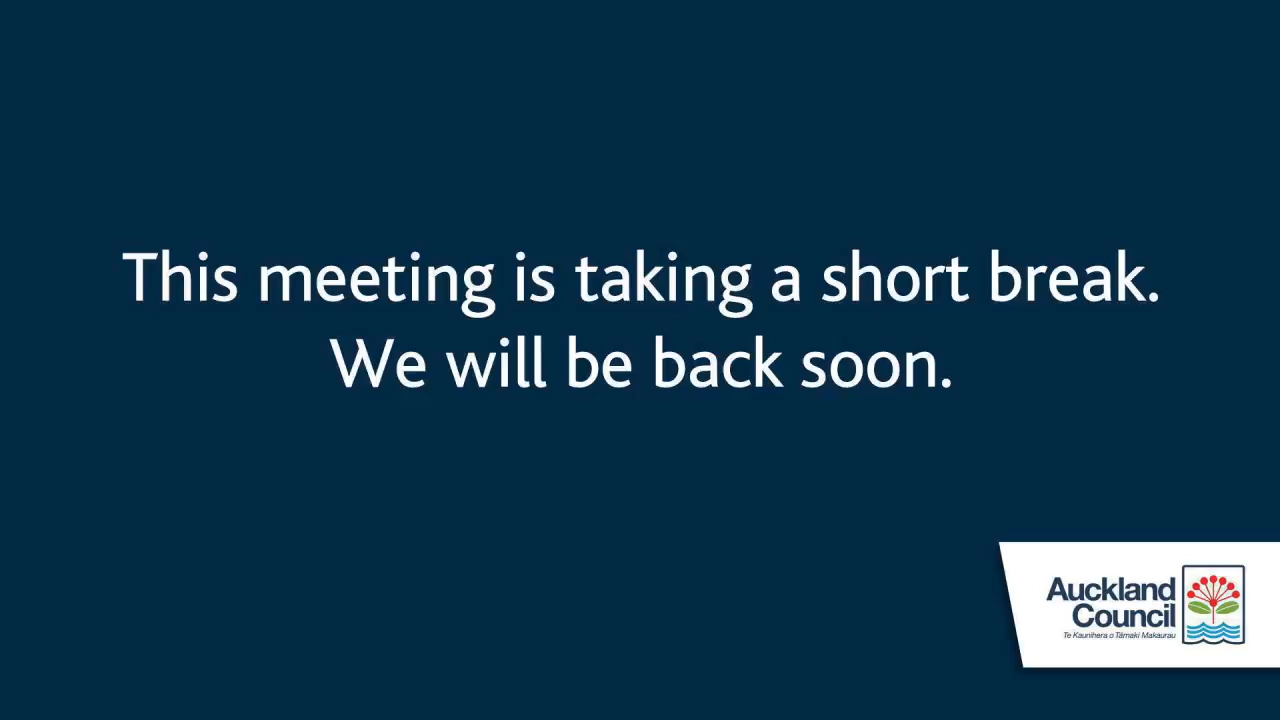 This meeting is taking a short break.
We will be back soon.
Auckland
Council
Te Kaunihera o Tāmaki Makaurau